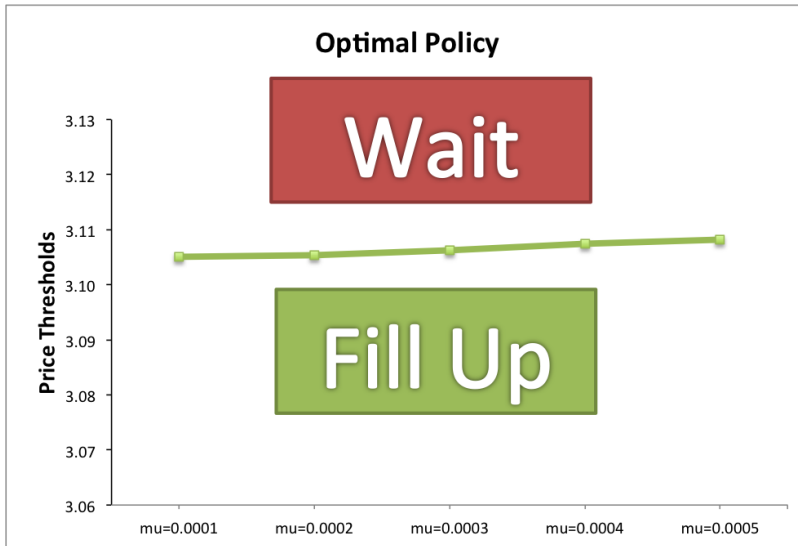 Optimal Policy
Wait
Fill Up
Price Thresholds
3.13
3.12
3.11
3.10
3.09
3.08
3.07
3.06
mu=0.0001
mu=0.0002
mu=0.0003
mu=0.0004
mu=0.0005